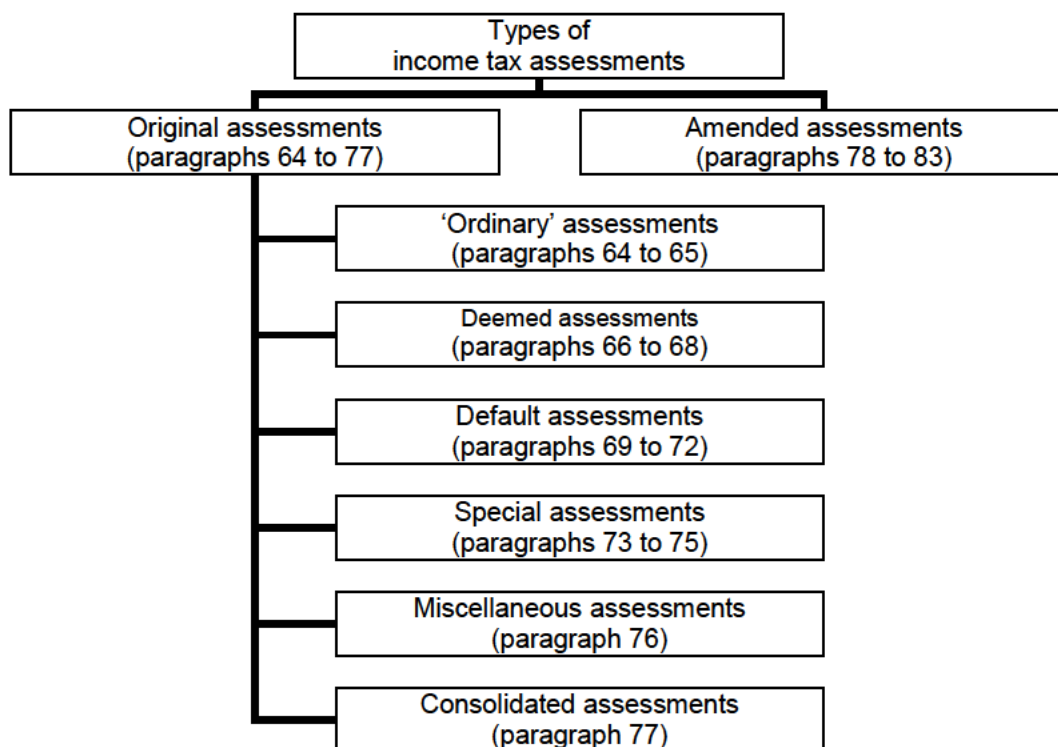 Types of
income tax assessments
Original assessments
(paragraphs 64 to 77)
Amended assessments
(paragraphs 78 to 83)
‘Ordinary’ assessments
(paragraphs 64 to 65)
Deemed assessments
(paragraphs 66 to 68)
Default assessments
(paragraphs 69 to 72)
Special assessments
(paragraphs 73 to 75)
Miscellaneous assessments
(paragraph 76)
Consolidated assessments
(paragraph 77)